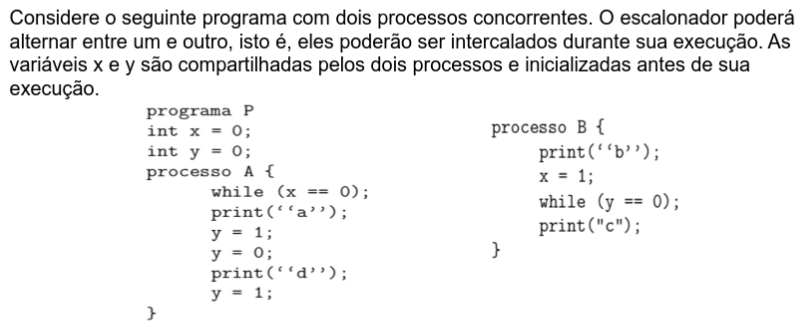 Considere o seguinte programa com dois processos concorrentes. O escalonador poderá
alternar entre um e outro, isto é, eles poderão ser intercalados durante sua execução. As
variáveis x e y são compartilhadas pelos dois processos e inicializadas antes de sua
execução.
programa P
int x = 0;
int y = 0;
processo A {
while (x == 0);
print(‘‘a’’);
y = 1;
y = 0;
print(‘‘d’’);
y = 1;
}
processo B {
print(‘‘b’’);
x = 1;
while (y == 0);
print("c");
}